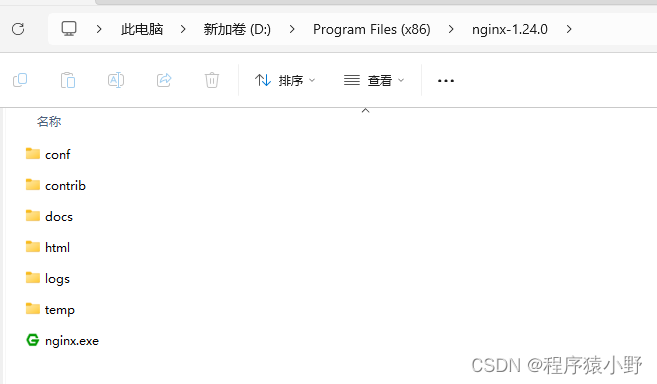 此电脑 新加卷 (D:) Program Files (x86) nginx-1.24.0
排序 查看
名称
conf
contrib
docs
html
logs
temp
nginx.exe
CSDN @程序猿小野